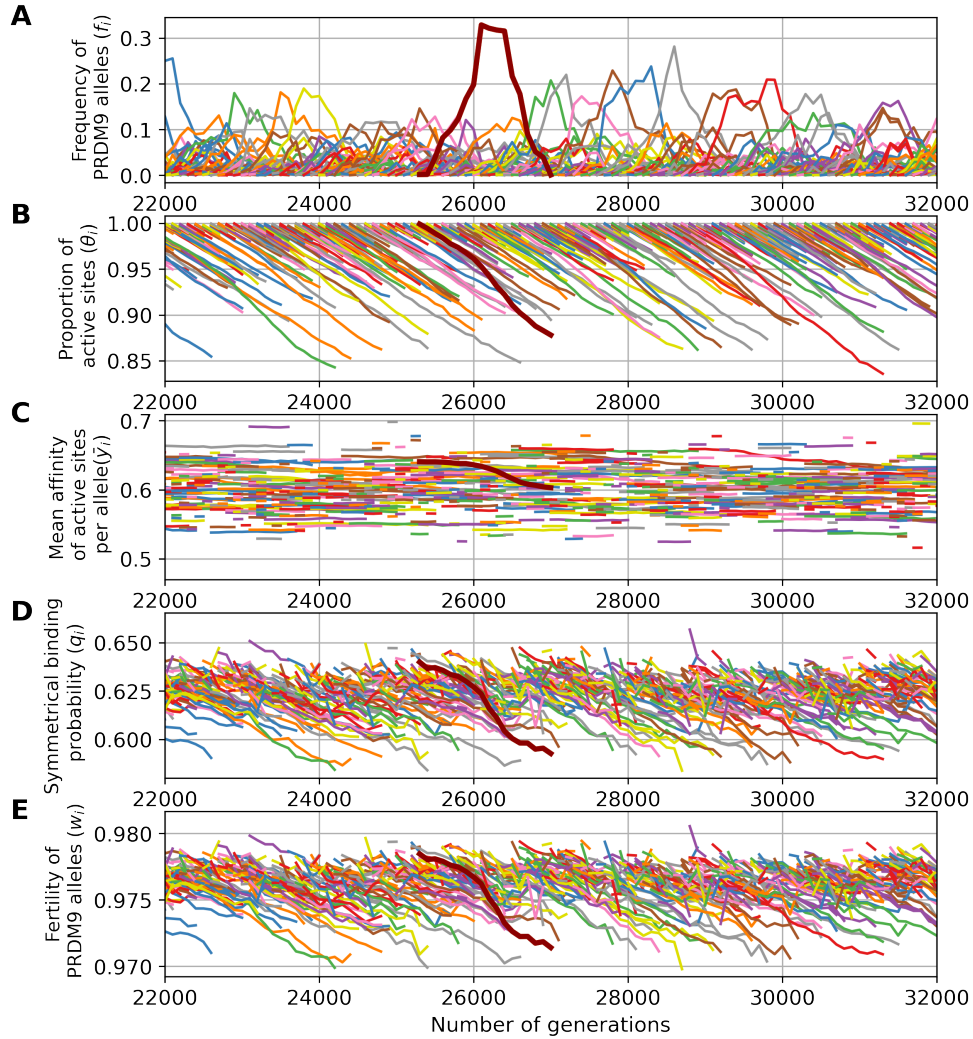 A
Frequency of
PRDM9 alleles (fᵢ)
0.3
0.2
0.1
0.0
22000 24000 26000 28000 30000 32000
B
Proportion of
active sites (θᵢ)
1.00
0.95
0.90
0.85
22000 24000 26000 28000 30000 32000
C
Mean affinity
of active sites
per allele(ȳᵢ)
0.7
0.6
0.5
22000 24000 26000 28000 30000 32000
D
Symmetrical binding
probability (qᵢ)
0.650
0.625
0.600
22000 24000 26000 28000 30000 32000
E
Fertility of
PRDM9 alleles (wᵢ)
0.980
0.975
0.970
22000 24000 26000 28000 30000 32000
Number of generations